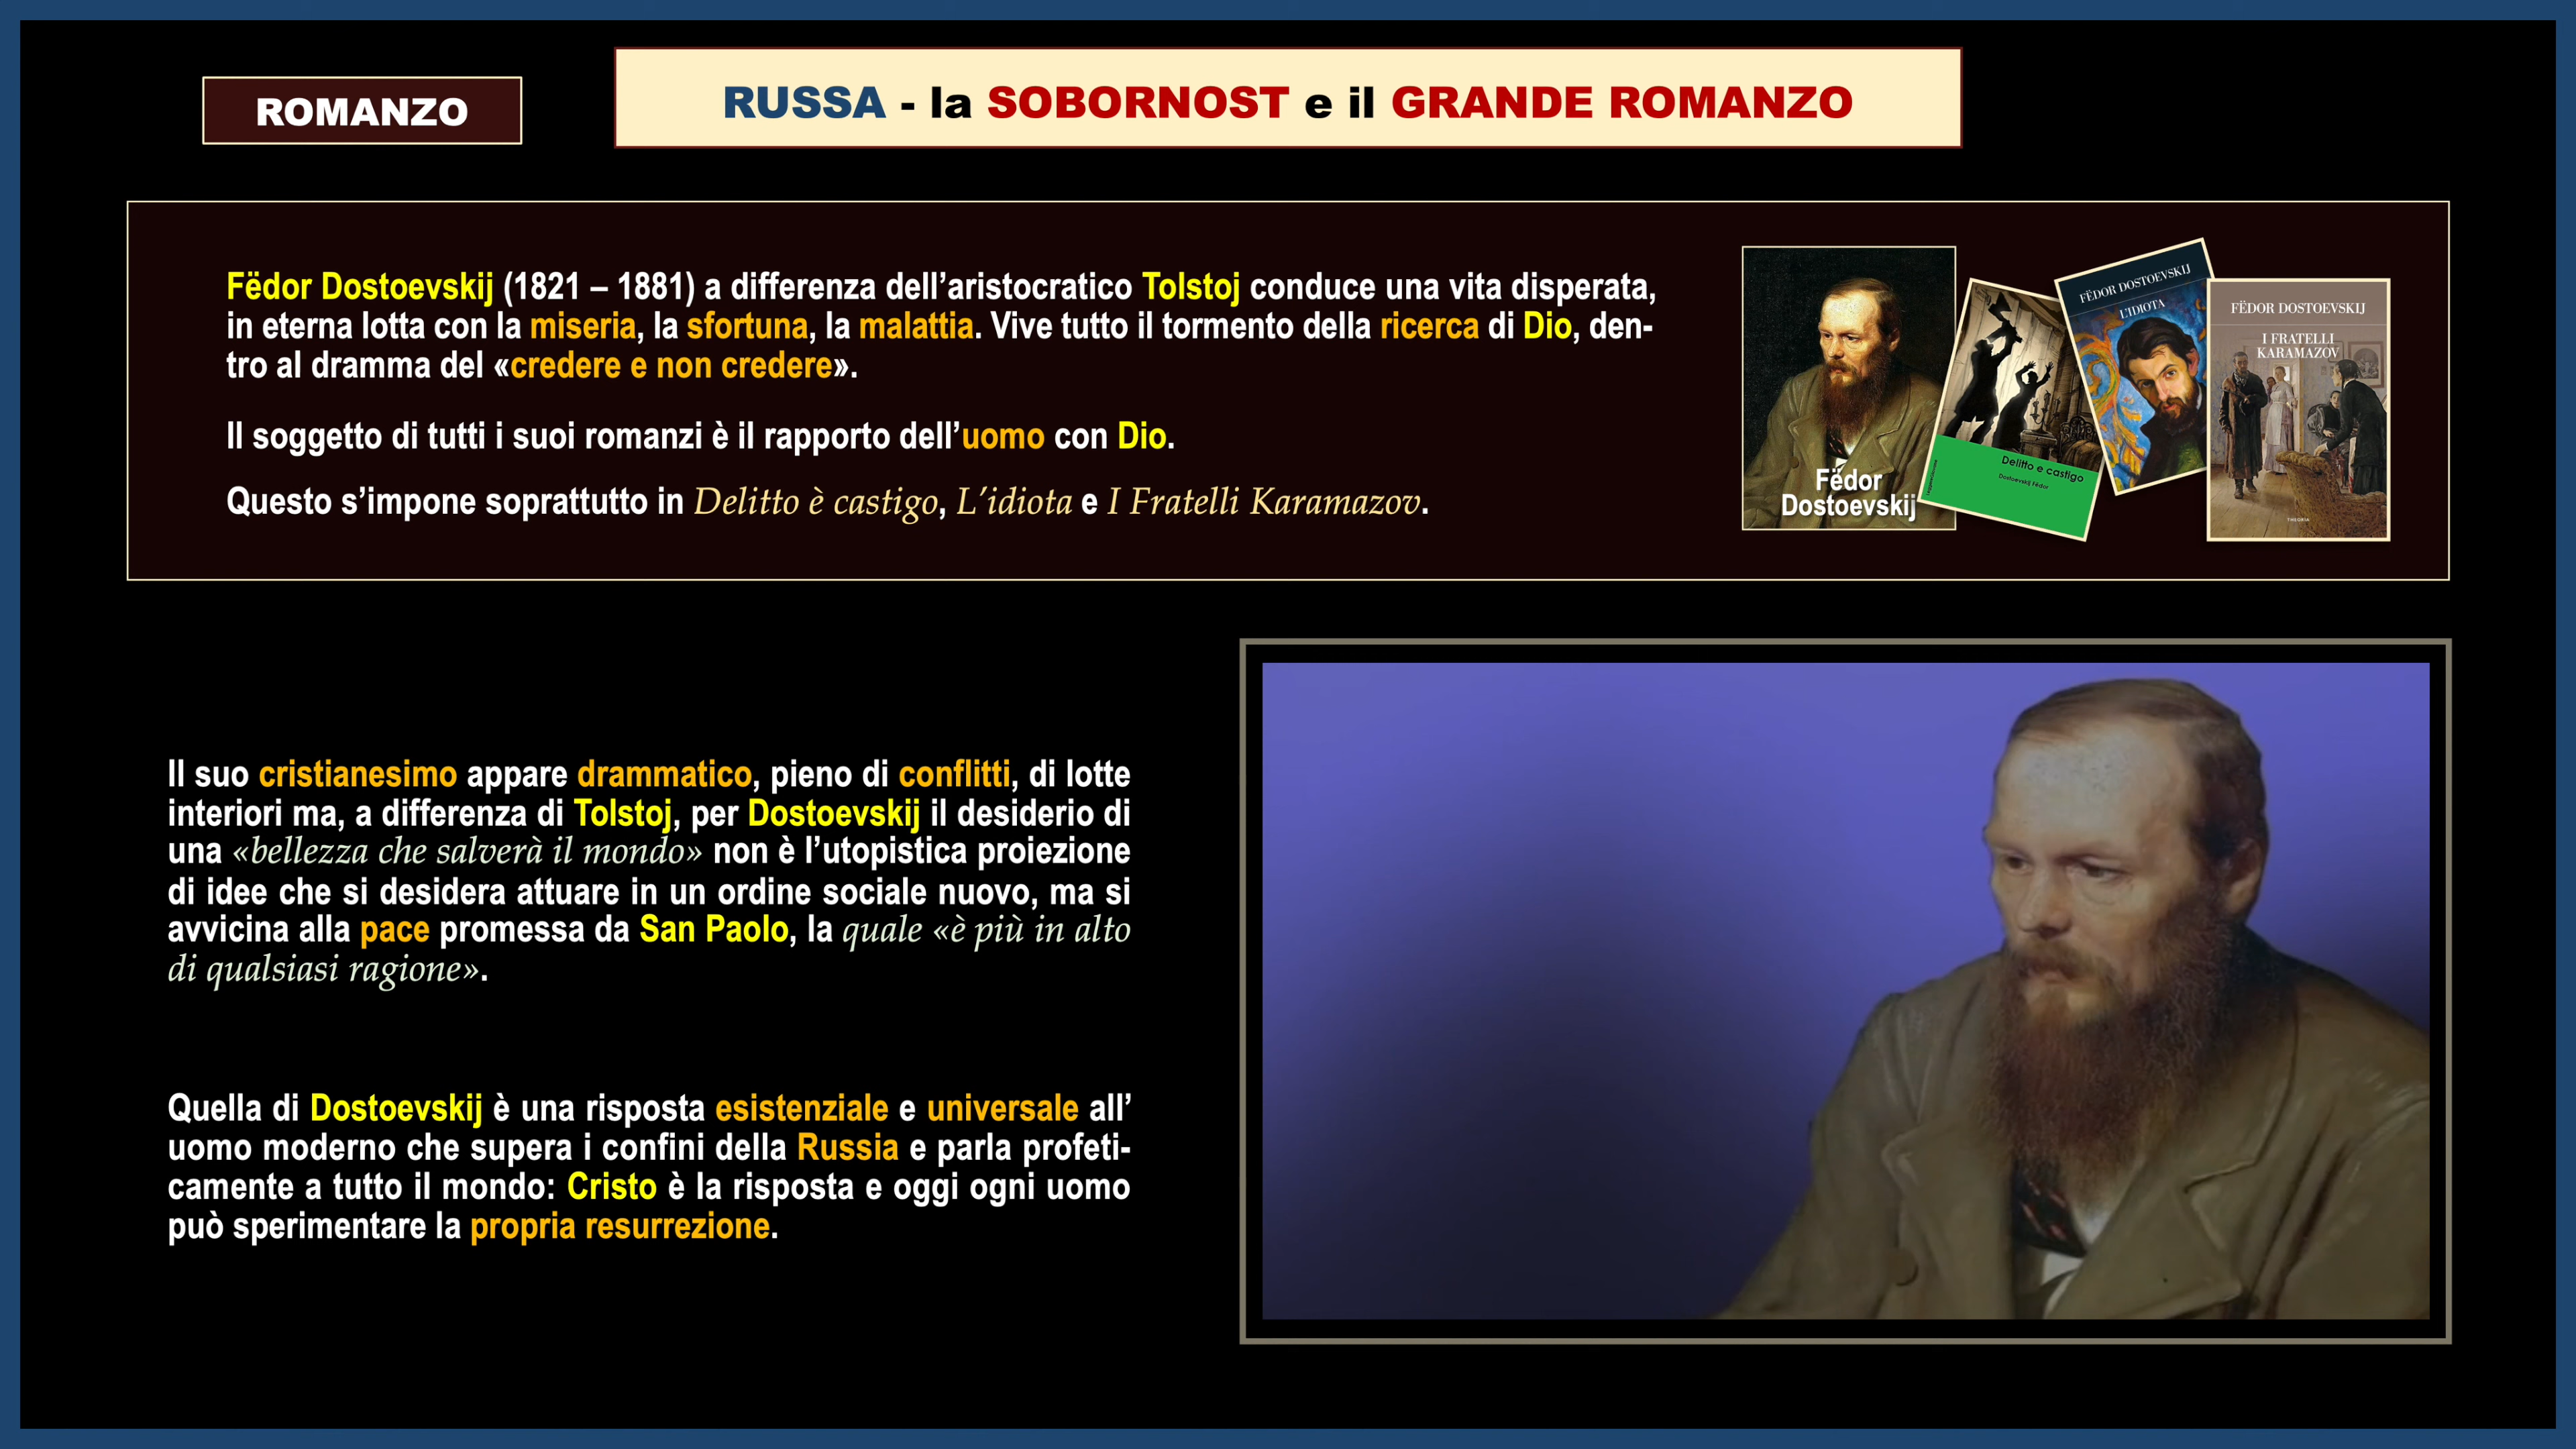 ROMANZO
RUSSA - la SOBORNOST e il GRANDE ROMANZO
Fëdor Dostoevskij (1821 – 1881) a differenza dell’aristocratico Tolstoj conduce una vita disperata,
in eterna lotta con la miseria, la sfortuna, la malattia. Vive tutto il tormento della ricerca di Dio, den-
tro al dramma del «credere e non credere».
Il soggetto di tutti i suoi romanzi è il rapporto dell’uomo con Dio.
Questo s’impone soprattutto in Delitto è castigo, L’idiota e I Fratelli Karamazov.
Fëdor
Dostoevskij
Delitto e castigo
Dostoevskij Fëdor
FËDOR DOSTOEVSKIJ
L’IDIOTA
FËDOR DOSTOEVSKIJ
I FRATELLI
KARAMAZOV
THEORIA
Il suo cristianesimo appare drammatico, pieno di conflitti, di lotte
interiori ma, a differenza di Tolstoj, per Dostoevskij il desiderio di
una «bellezza che salverà il mondo» non è l’utopistica proiezione
di idee che si desidera attuare in un ordine sociale nuovo, ma si
avvicina alla pace promessa da San Paolo, la quale «è più in alto
di qualsiasi ragione».
Quella di Dostoevskij è una risposta esistenziale e universale all’
uomo moderno che supera i confini della Russia e parla profeti-
camente a tutto il mondo: Cristo è la risposta e oggi ogni uomo
può sperimentare la propria resurrezione.